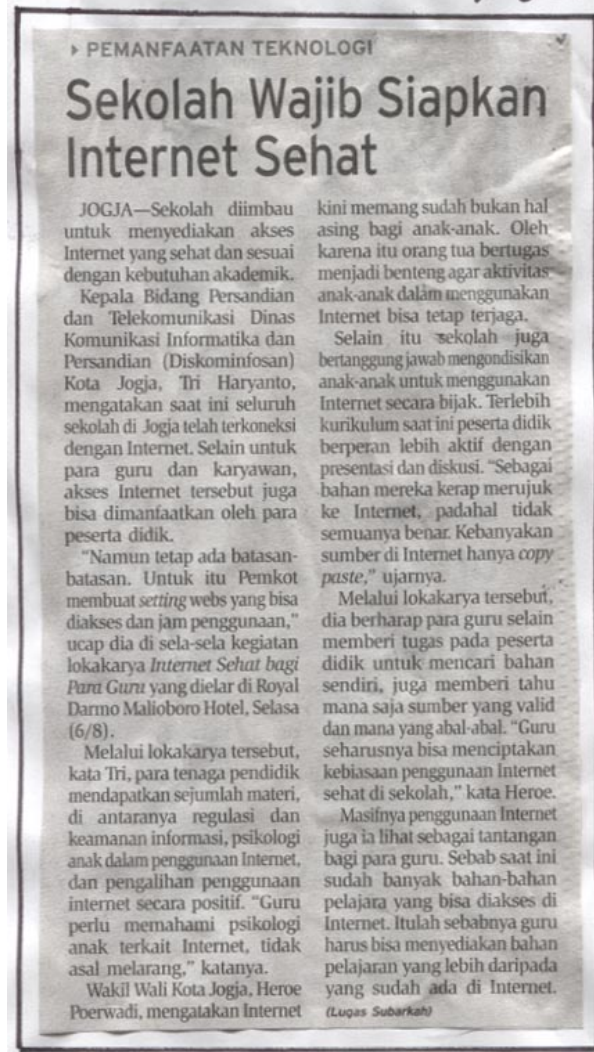 PEMANFAATAN TEKNOLOGI
Sekolah Wajib Siapkan
Internet Sehat
JOGJA—Sekolah diimbau
untuk menyediakan akses
Internet yang sehat dan sesuai
dengan kebutuhan akademik.
Kepala Bidang Persandian
dan Telekomunikasi Dinas
Komunikasi Informatika dan
Persandian (Diskominfosan)
Kota Jogja, Tri Haryanto,
mengatakan saat ini seluruh
sekolah di Jogja telah terkoneksi
dengan Internet. Selain untuk
para guru dan karyawan,
akses Internet tersebut juga
bisa dimanfaatkan oleh para
peserta didik.
"Namun tetap ada batasan-
batasan. Untuk itu Pemkot
membuat setting webs yang bisa
diakses dan jam penggunaan,"
ucap dia di sela-sela kegiatan
lokakarya Internet Sehat bagi
Para Guru yang dielar di Royal
Darmo Malioboro Hotel, Selasa
(6/8).
Melalui lokakarya tersebut,
kata Tri, para tenaga pendidik
mendapatkan sejumlah materi,
di antaranya regulasi dan
keamanan informasi, psikologi
anak dalam penggunaan Internet,
dan pengalihan penggunaan
internet secara positif. "Guru
perlu memahami psikologi
anak terkait Internet, tidak
asal melarang," katanya.
Wakil Wali Kota Jogja, Heroe
Poerwadi, mengatakan Internet
kini memang sudah bukan hal
asing bagi anak-anak. Oleh
karena itu orang tua bertugas
menjadi benteng agar aktivitas
anak-anak dalam menggunakan
Internet bisa tetap terjaga.
Selain itu sekolah juga
bertanggung jawab mengondisikan
anak-anak untuk menggunakan
Internet secara bijak. Terlebih
kurikulum saat ini peserta didik
berperan lebih aktif dengan
presentasi dan diskusi. "Sebagai
bahan mereka kerap merujuk
ke Internet, padahal tidak
semuanya benar. Kebanyakan
sumber di Internet hanya copy
paste," ujarnya.
Melalui lokakarya tersebut,
dia berharap para guru selain
memberi tugas pada peserta
didik untuk mencari bahan
sendiri, juga memberi tahu
mana saja sumber yang valid
dan mana yang abal-abal. "Guru
seharusnya bisa menciptakan
kebiasaan penggunaan Internet
sehat di sekolah," kata Heroe.
Masifnya penggunaan Internet
juga ia lihat sebagai tantangan
bagi para guru. Sebab saat ini
sudah banyak bahan-bahan
pelajara yang bisa diakses di
Internet. Itulah sebabnya guru
harus bisa menyediakan bahan
pelajaran yang lebih daripada
yang sudah ada di Internet.
(Lugas Subarkah)